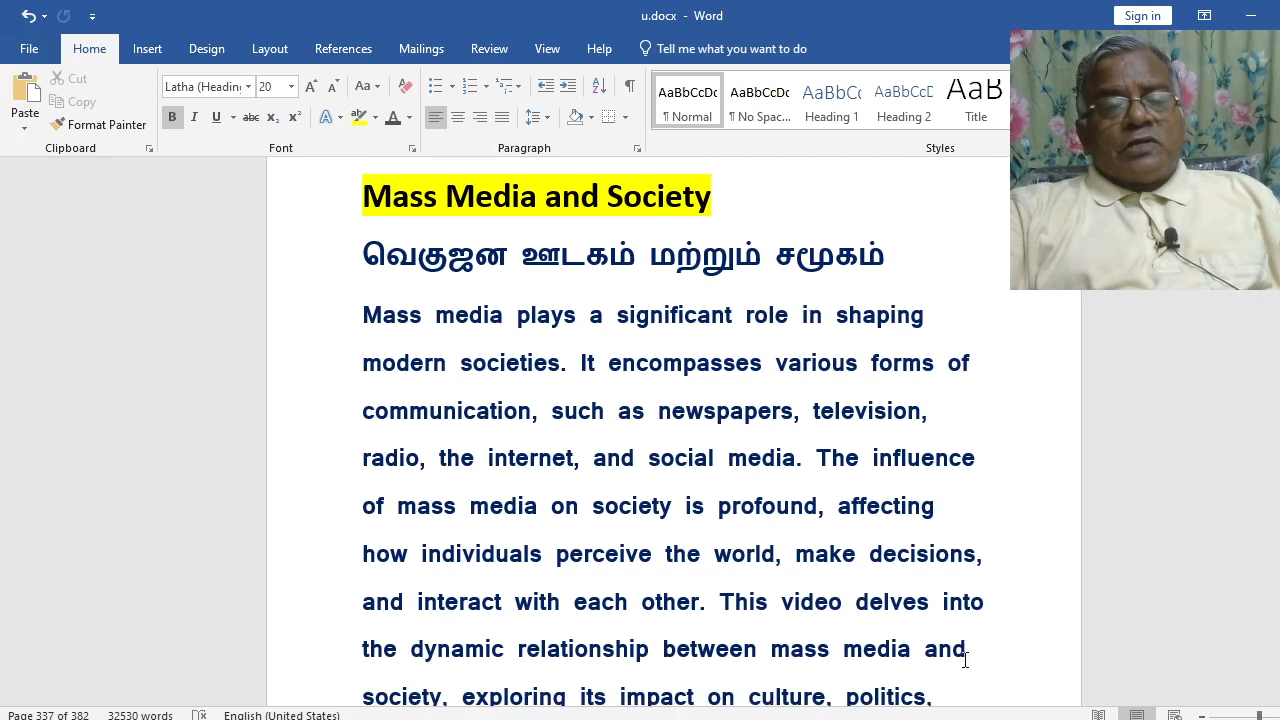 u.docx - Word
Sign in
File Home Insert Design Layout References Mailings Review View Help Tell me what you want to do
Paste
Cut
Copy
Format Painter
Clipboard
Latha (Heading 20
Font
Paragraph
AaBbCcDc AaBbCcDc AaBbCc AaBbCcD AaB
¶ Normal ¶ No Spac... Heading 1 Heading 2 Title
Styles
Mass Media and Society
வெகுஜன ஊடகம் மற்றும் சமூகம்
Mass media plays a significant role in shaping
modern societies. It encompasses various forms of
communication, such as newspapers, television,
radio, the internet, and social media. The influence
of mass media on society is profound, affecting
how individuals perceive the world, make decisions,
and interact with each other. This video delves into
the dynamic relationship between mass media and
society, exploring its impact on culture, politics,
Page 337 of 382 32530 words English (United States)